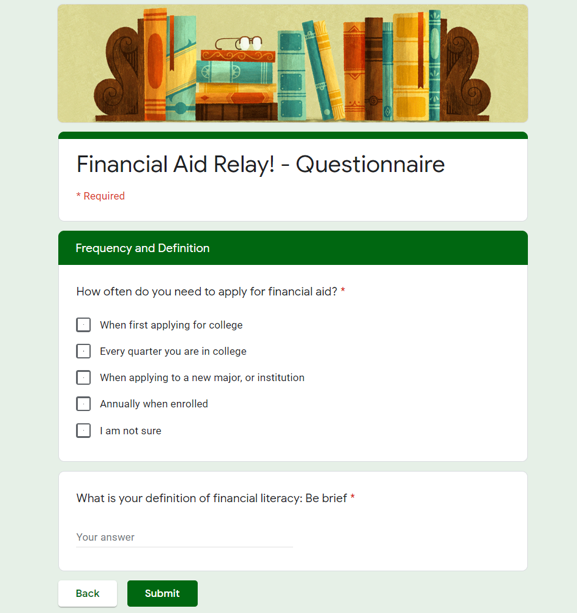 Financial Aid Relay! - Questionnaire
* Required
Frequency and Definition
How often do you need to apply for financial aid? *
When first applying for college
Every quarter you are in college
When applying to a new major, or institution
Annually when enrolled
I am not sure
What is your definition of financial literacy: Be brief *
Your answer
Back Submit